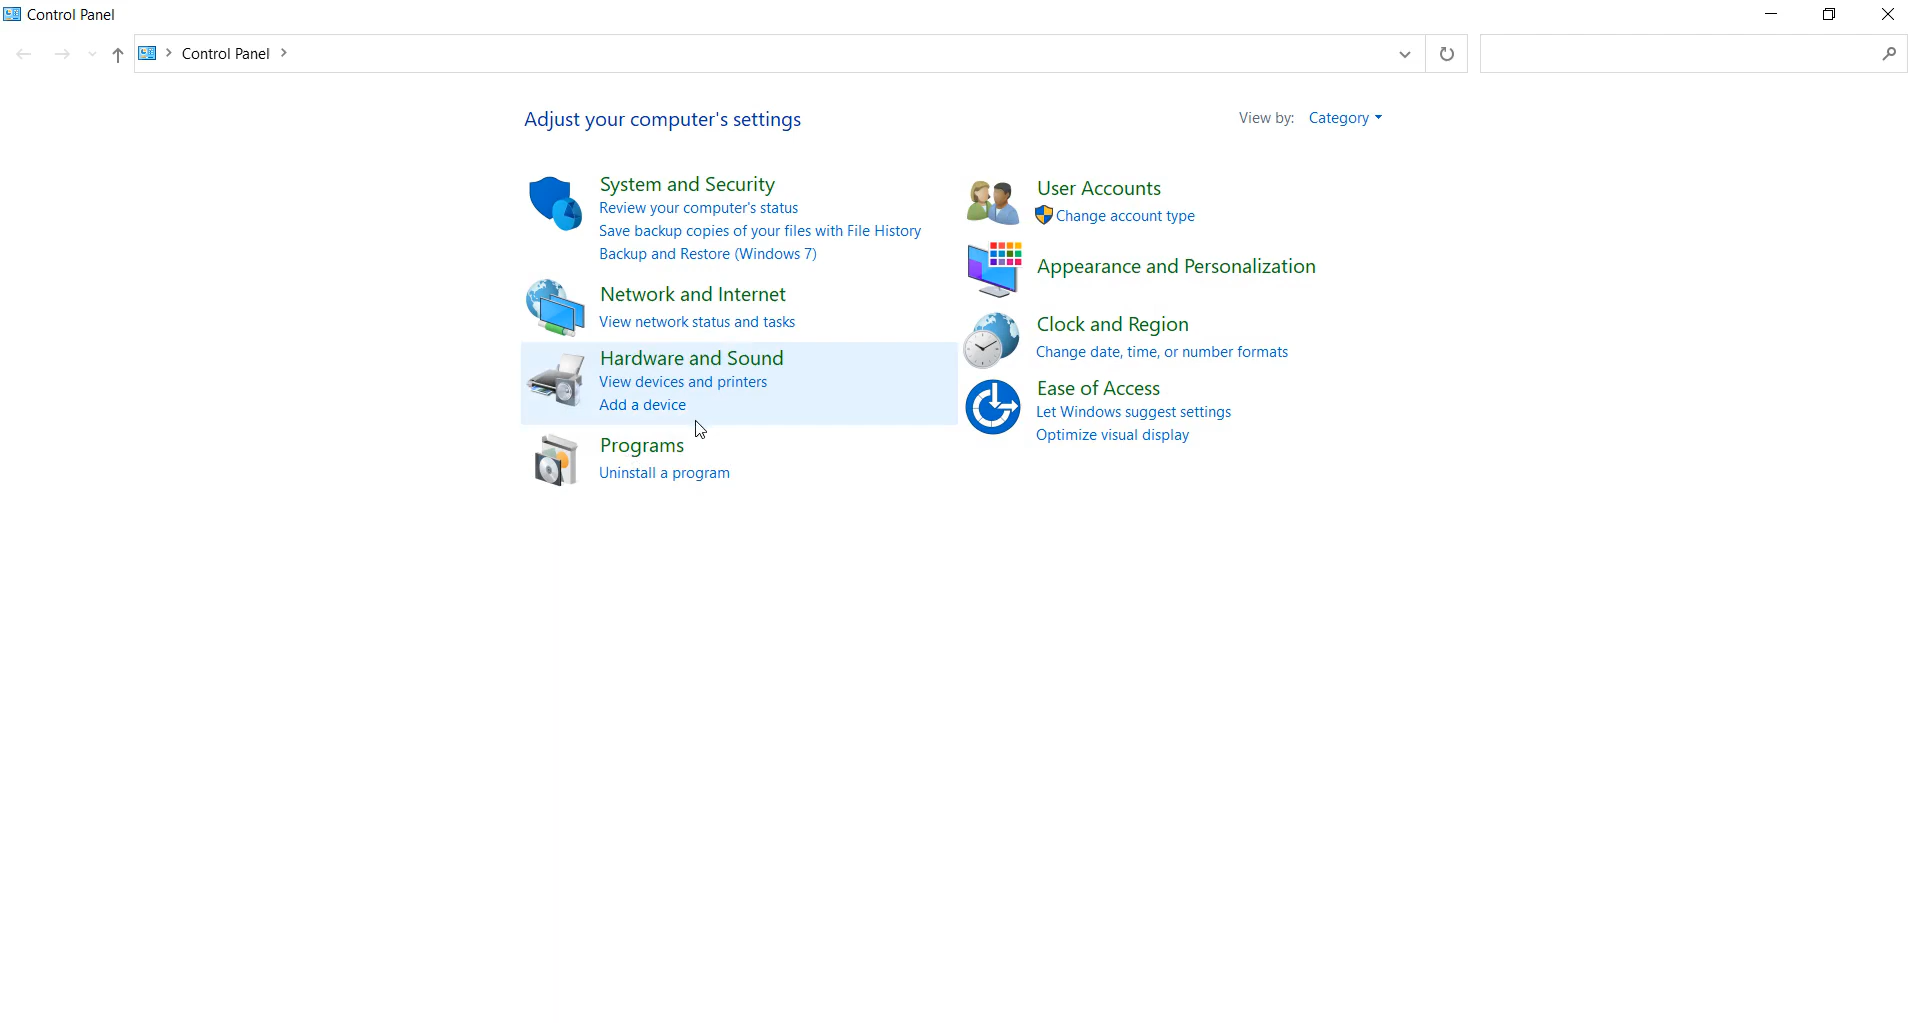 Control Panel
Control Panel
Adjust your computer's settings
View by: Category
System and Security
Review your computer's status
Save backup copies of your files with File History
Backup and Restore (Windows 7)
Network and Internet
View network status and tasks
Hardware and Sound
View devices and printers
Add a device
Programs
Uninstall a program
User Accounts
Change account type
Appearance and Personalization
Clock and Region
Change date, time, or number formats
Ease of Access
Let Windows suggest settings
Optimize visual display